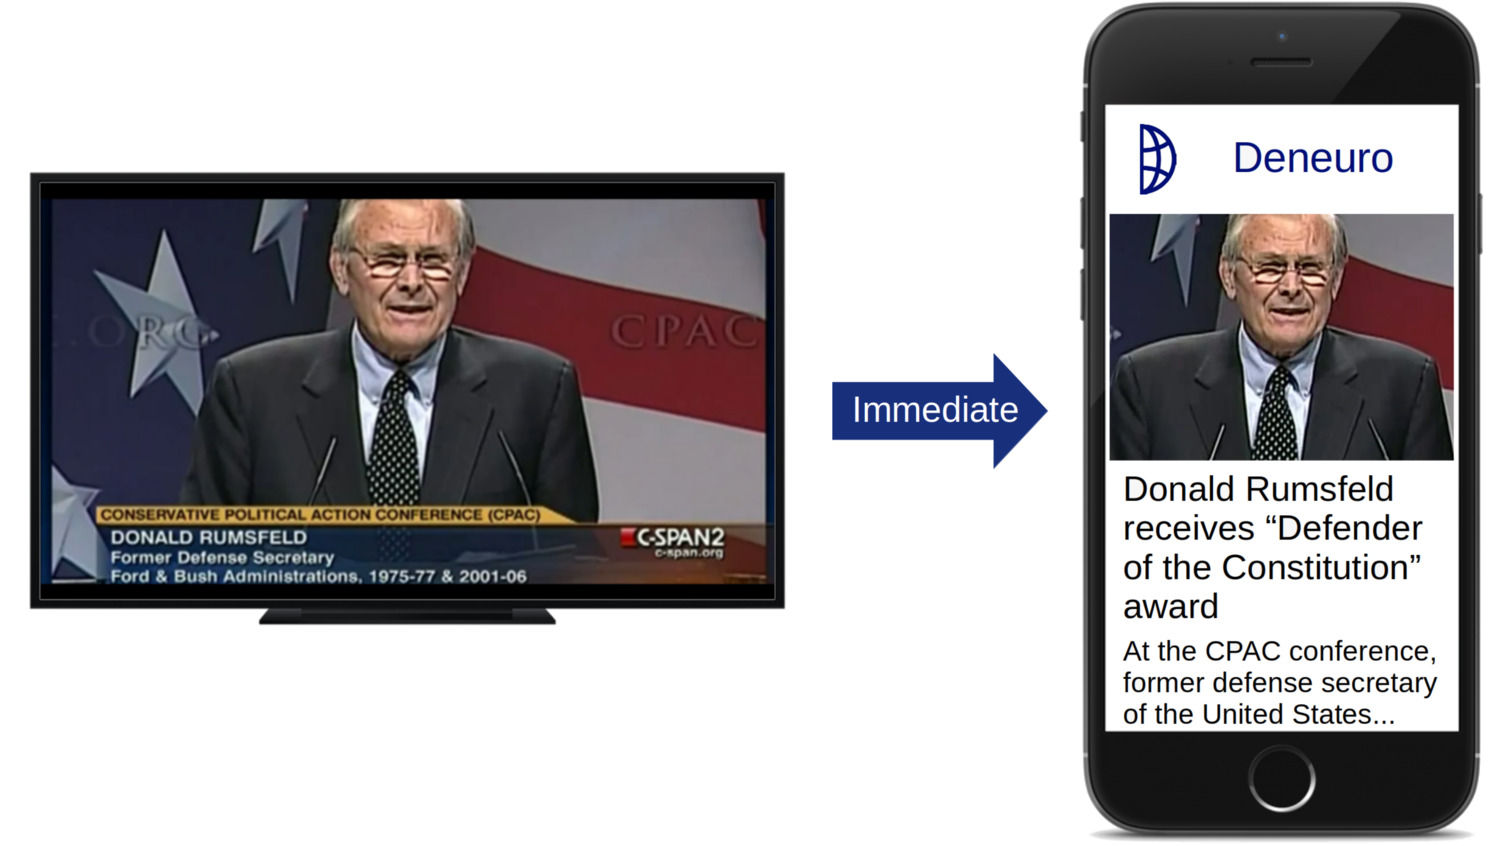 .ORG
CPAC
CONSERVATIVE POLITICAL ACTION CONFERENCE (CPAC)
DONALD RUMSFELD
Former Defense Secretary
Ford & Bush Administrations, 1975-77 & 2001-06
C-SPAN2
c-span.org
Immediate
Deneuro
Donald Rumsfeld
receives “Defender
of the Constitution”
award
At the CPAC conference,
former defense secretary
of the United States...